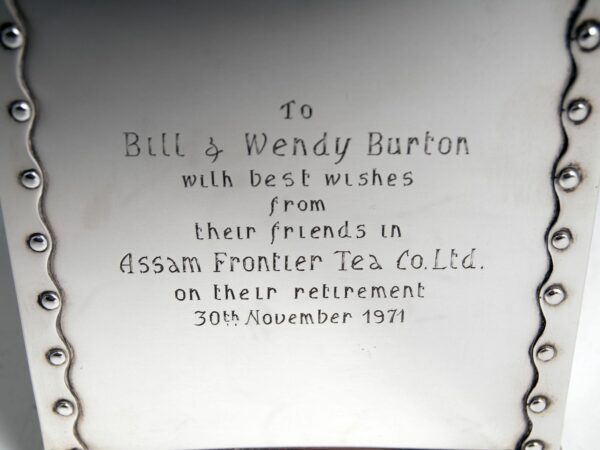 To
Bill & Wendy Burton
with best wishes
from
their friends in
Assam Frontier Tea Co. Ltd.
on their retirement
30th November 1971